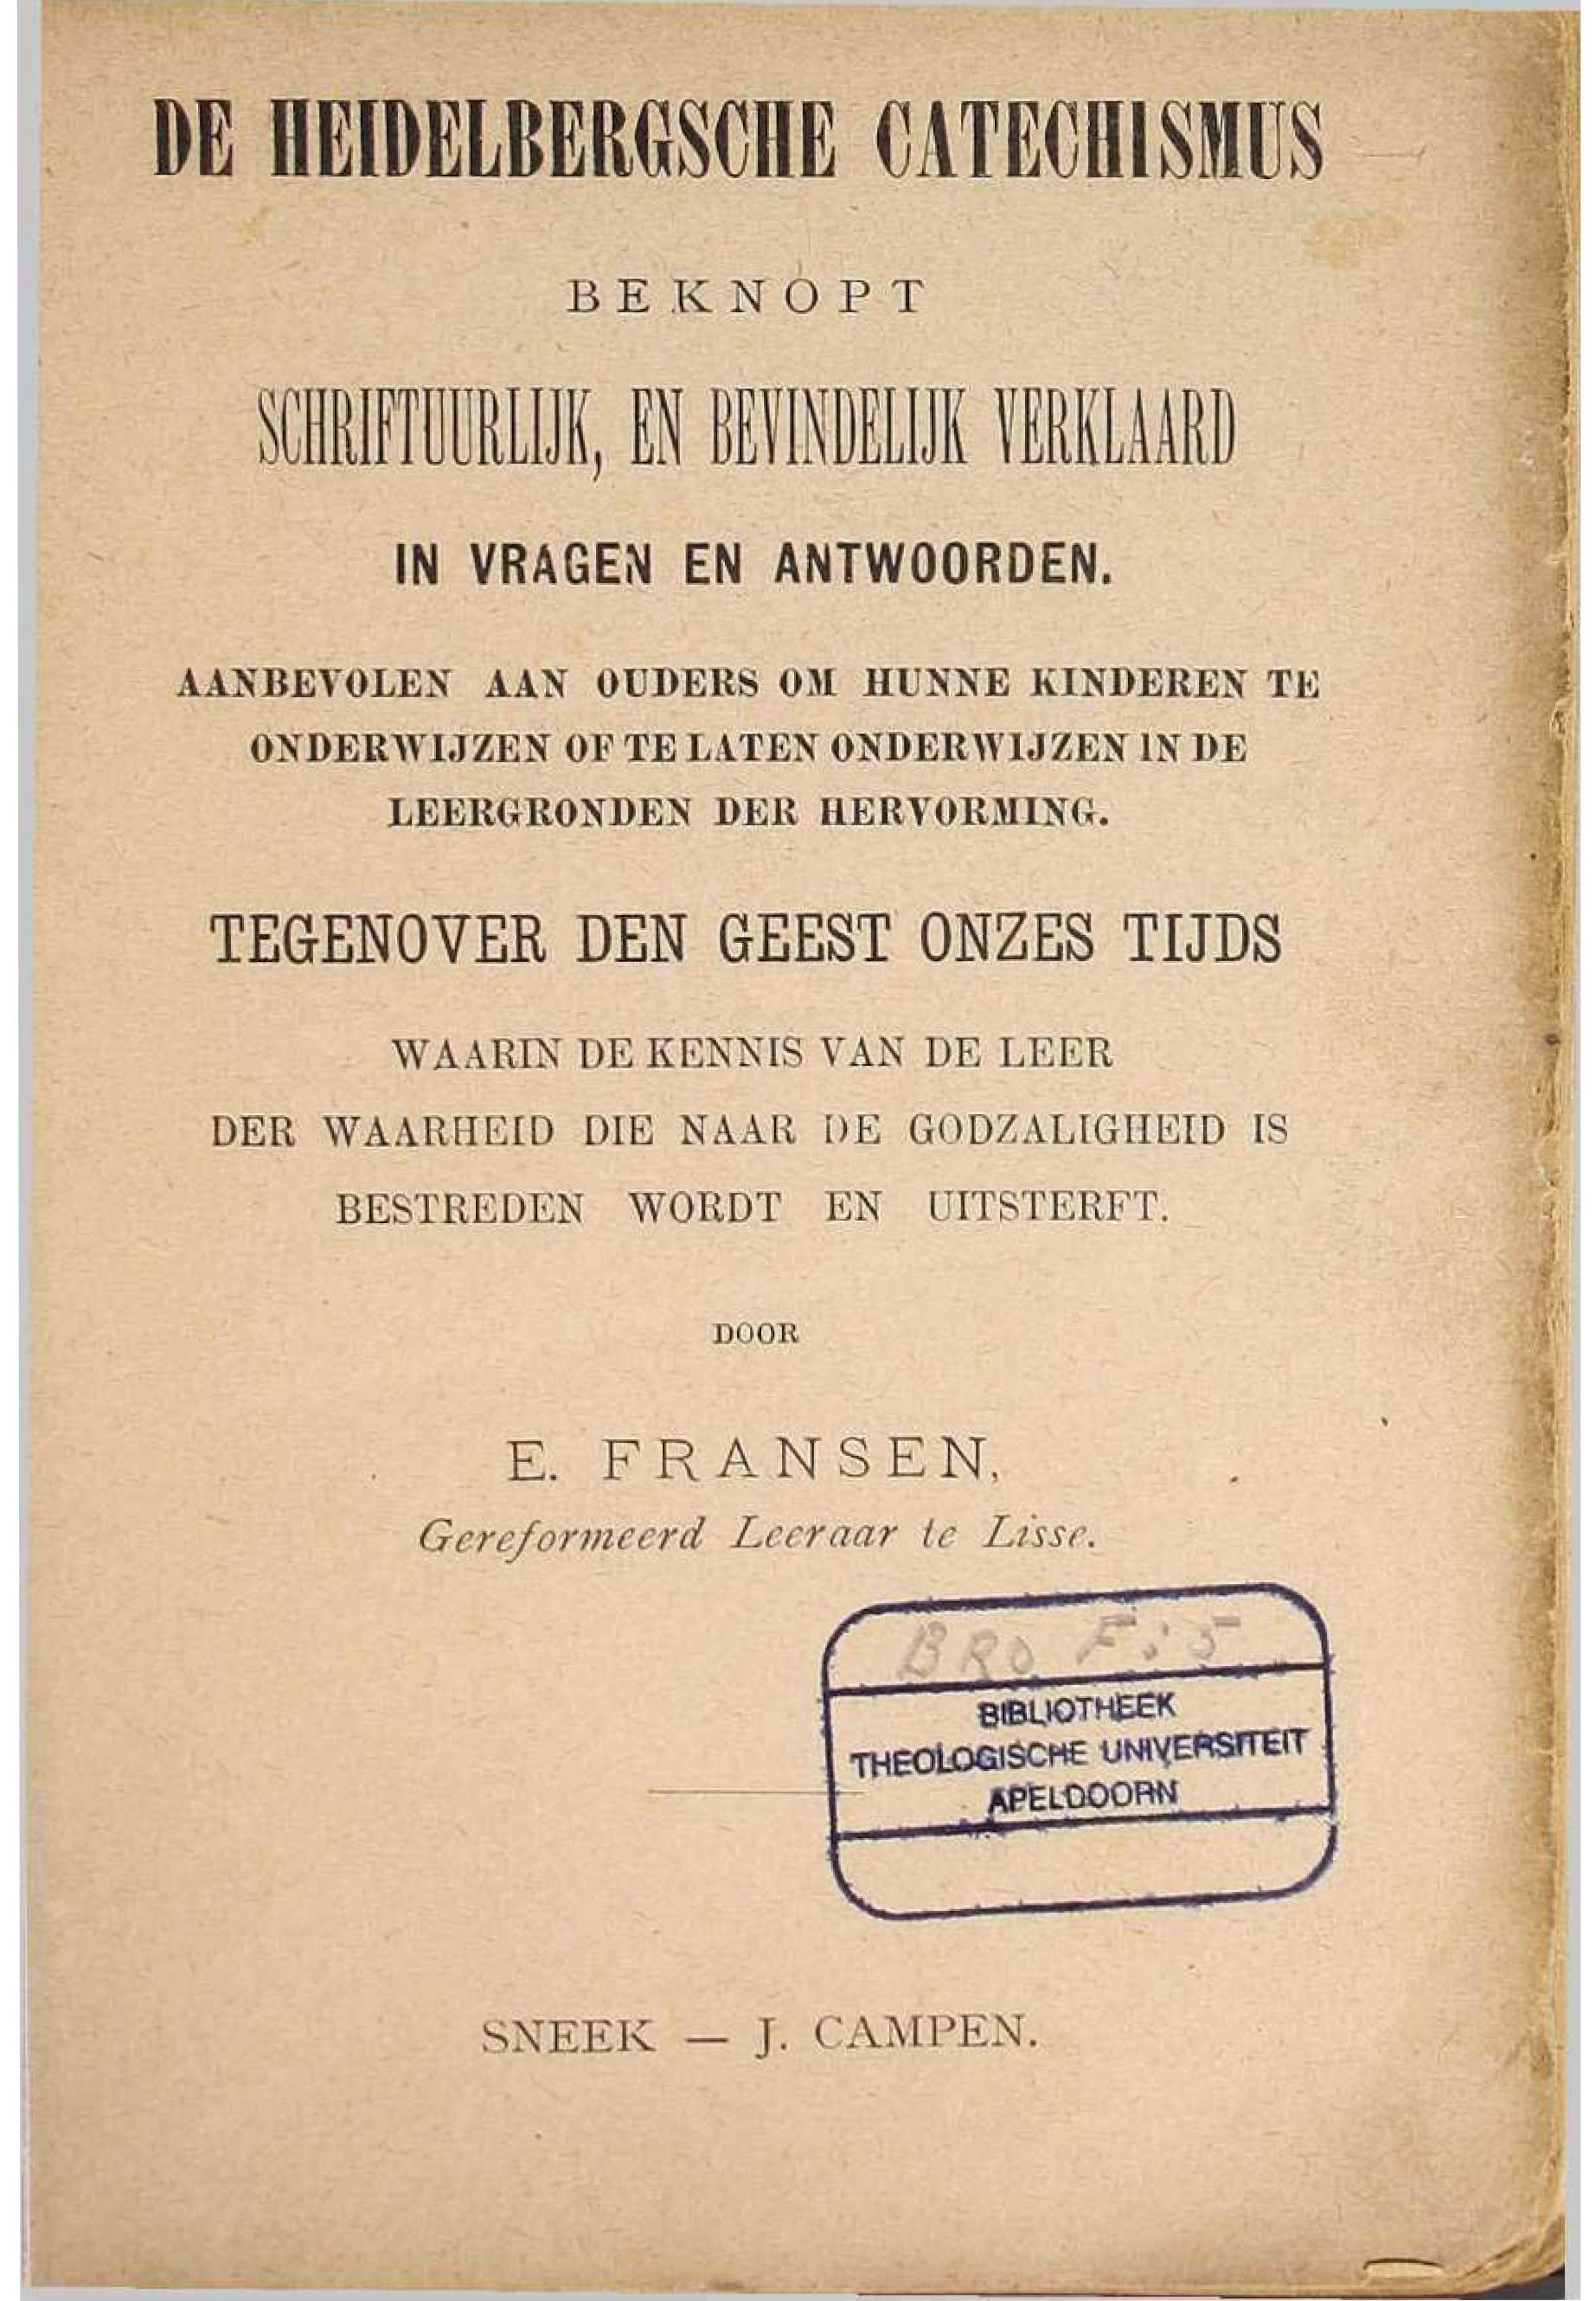 DE HEIDELBERGSCHE CATECHISMUS
BEKNOPT
SCHRIFTUURLIJK, EN BEVINDELIJK VERKLAARD
IN VRAGEN EN ANTWOORDEN.
AANBEVOLEN AAN OUDERS OM HUNNE KINDEREN TE
ONDERWIJZEN OF TE LATEN ONDERWIJZEN IN DE
LEERGRONDEN DER HERVORMING.
TEGENOVER DEN GEEST ONZES TIJDS
WAARIN DE KENNIS VAN DE LEER
DER WAARHEID DIE NAAR DE GODZALIGHEID IS
BESTREDEN WORDT EN UITSTERFT.
DOOR
E. FRANSEN,
Gereformeerd Leeraar te Lisse.
BRO F: 5
BIBLIOTHEEK
THEOLOGISCHE UNIVERSITEIT
APELDOORN
SNEEK — J. CAMPEN.